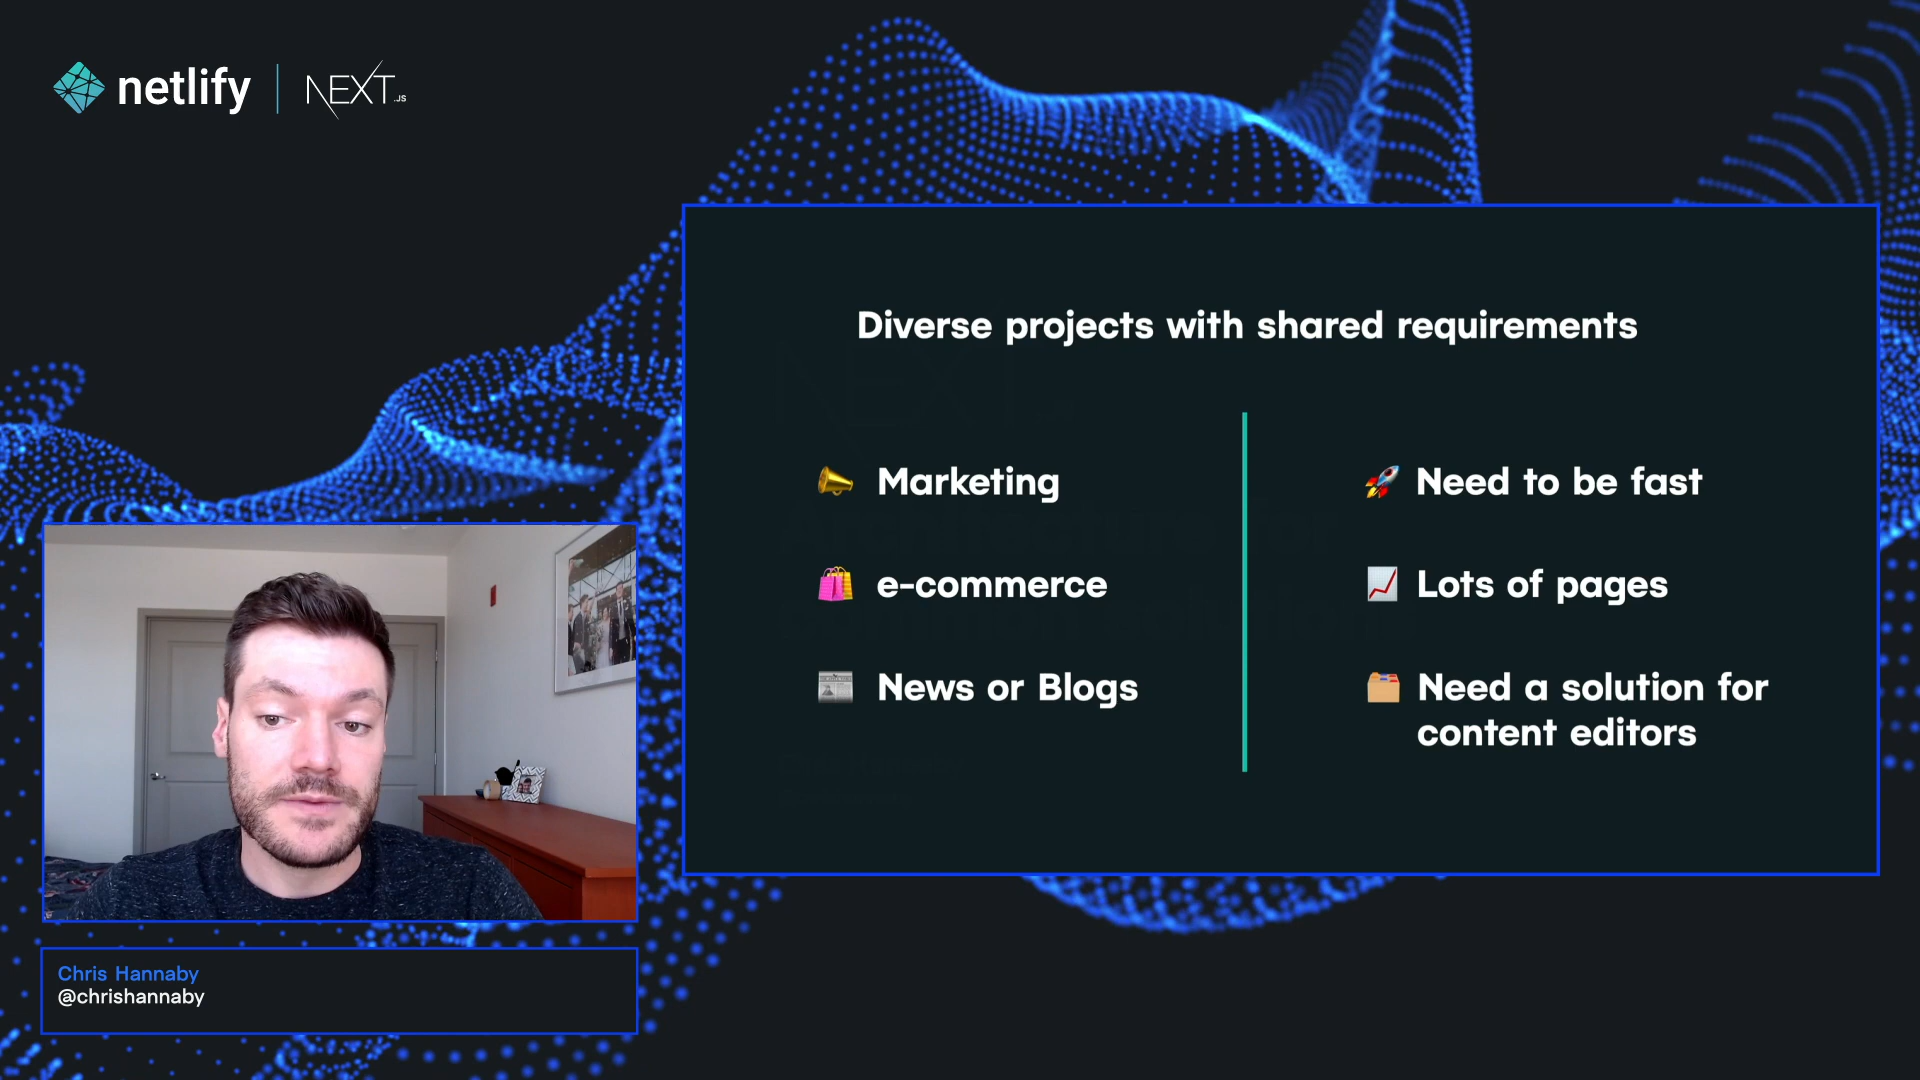 netlify
NEXT.JS
Diverse projects with shared requirements
Marketing
e-commerce
News or Blogs
Need to be fast
Lots of pages
Need a solution for
content editors
Chris Hannaby
@chrishannaby